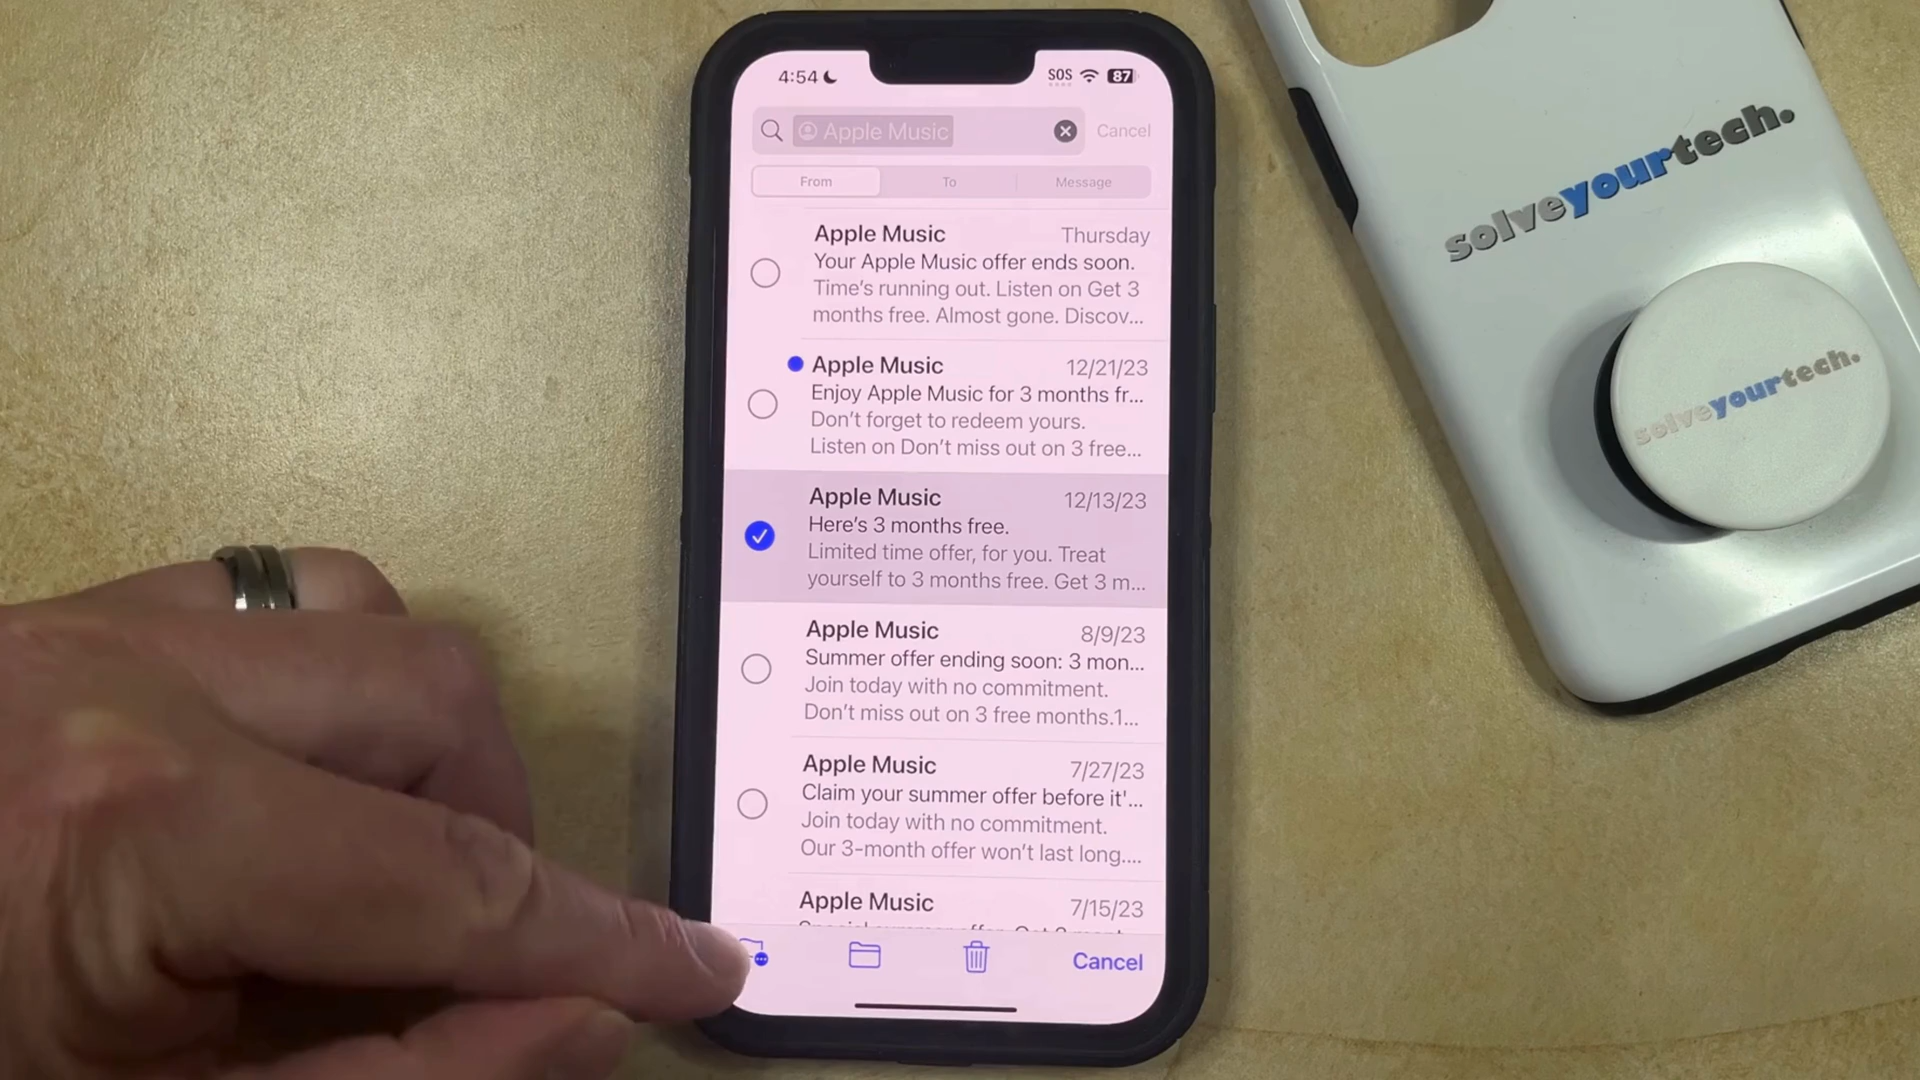 4:54
SOS
87
Apple Music
Cancel
From
To
Message
Apple Music
Thursday
Your Apple Music offer ends soon.
Time's running out. Listen on Get 3
months free. Almost gone. Discov...
Apple Music
12/21/23
Enjoy Apple Music for 3 months fr...
Don't forget to redeem yours.
Listen on Don't miss out on 3 free...
Apple Music
12/13/23
Here's 3 months free.
Limited time offer, for you. Treat
yourself to 3 months free. Get 3 m...
Apple Music
8/9/23
Summer offer ending soon: 3 mon...
Join today with no commitment.
Don't miss out on 3 free months.1...
Apple Music
7/27/23
Claim your summer offer before it'...
Join today with no commitment.
Our 3-month offer won't last long....
Apple Music
7/15/23
Cancel
solveyourtech.
solveyourtech.